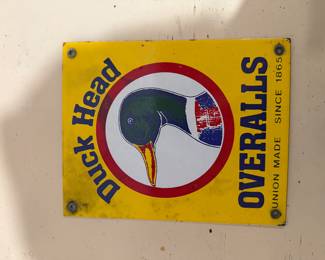 Duck Head
OVERALLS
UNION MADE SINCE 1865